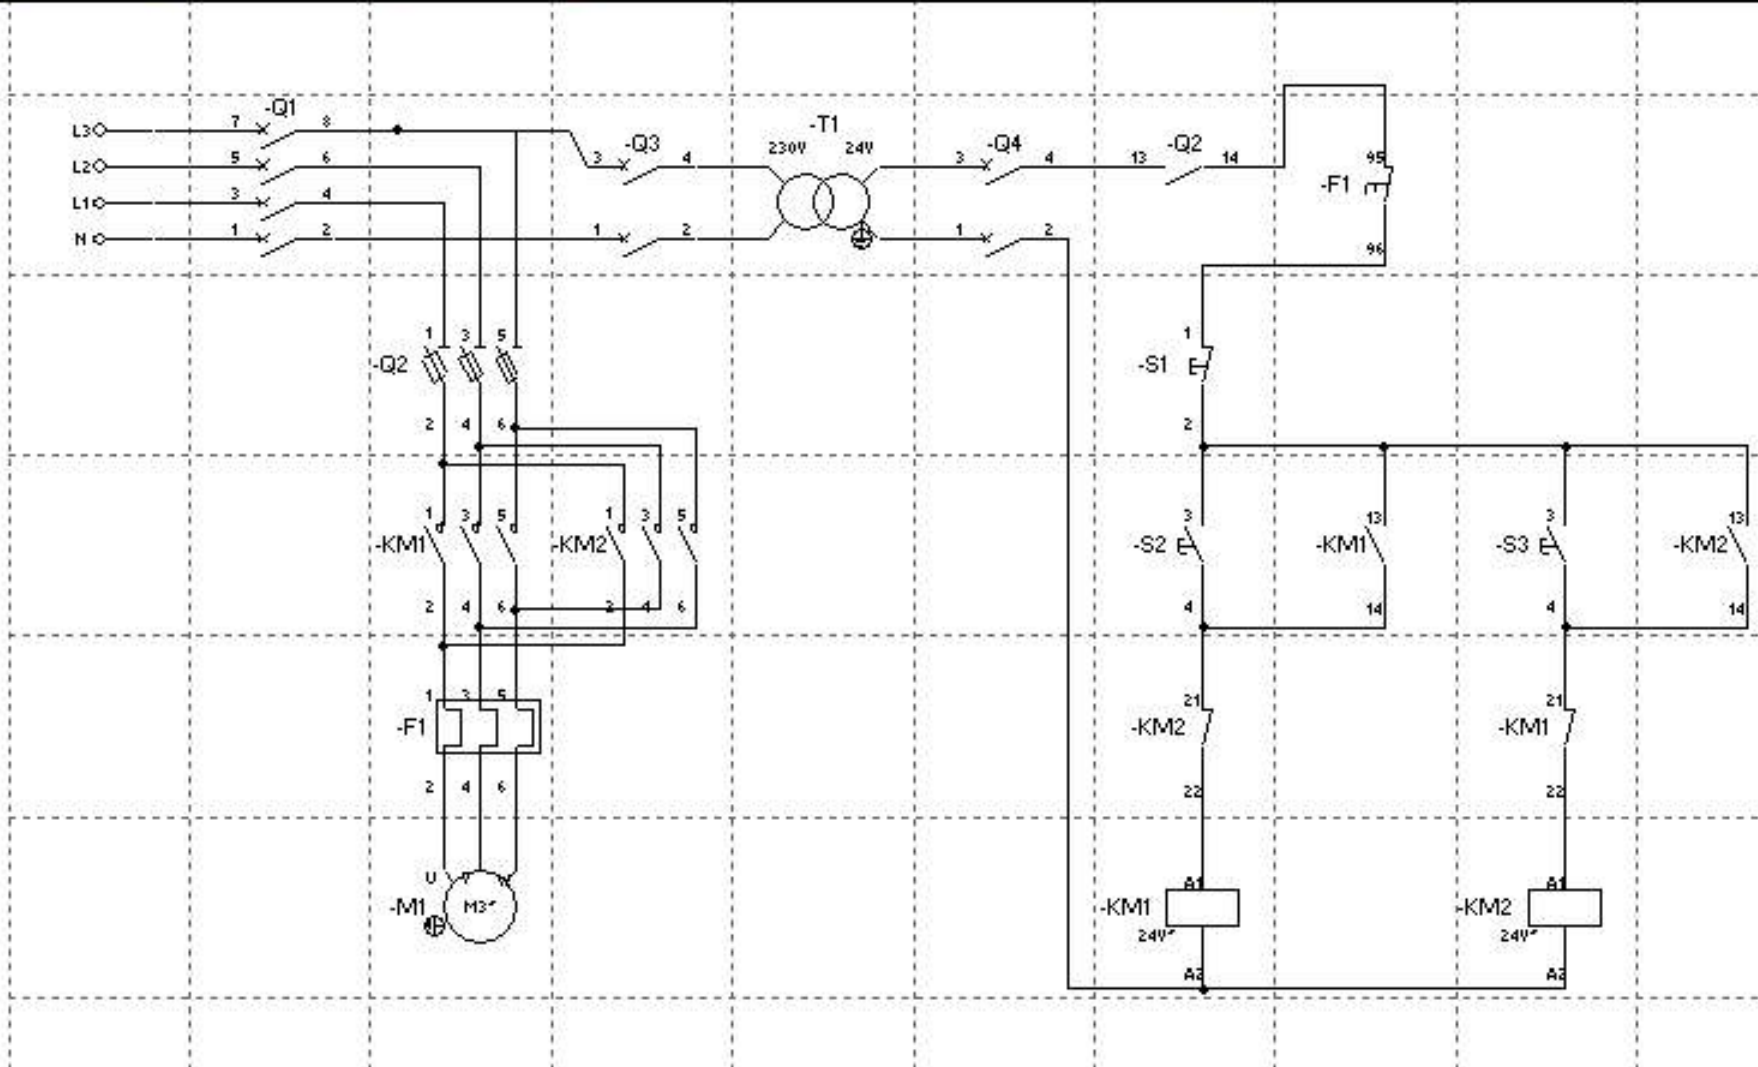 -Q1
L3 7 8
-Q3 -T1 -Q4 -Q2
230V 24V
L2 5 6 3 4 3 4 13 14 95
-F1
L1 3 4
N 1 2 1 2 1 2
96
1 3 5 1
-Q2 -S1
2 4 6 2
1 3 5 1 3 5 3 13 3 13
-KM1 -KM2 -S2 -KM1 -S3 -KM2
2 4 6 2 4 6 4 14 4 14
1 3 5 21 21
-F1 -KM2 -KM1
2 4 6 22 22
U A1 A1
-M1 M3~ -KM1 -KM2
24V~ 24V~
A2 A2